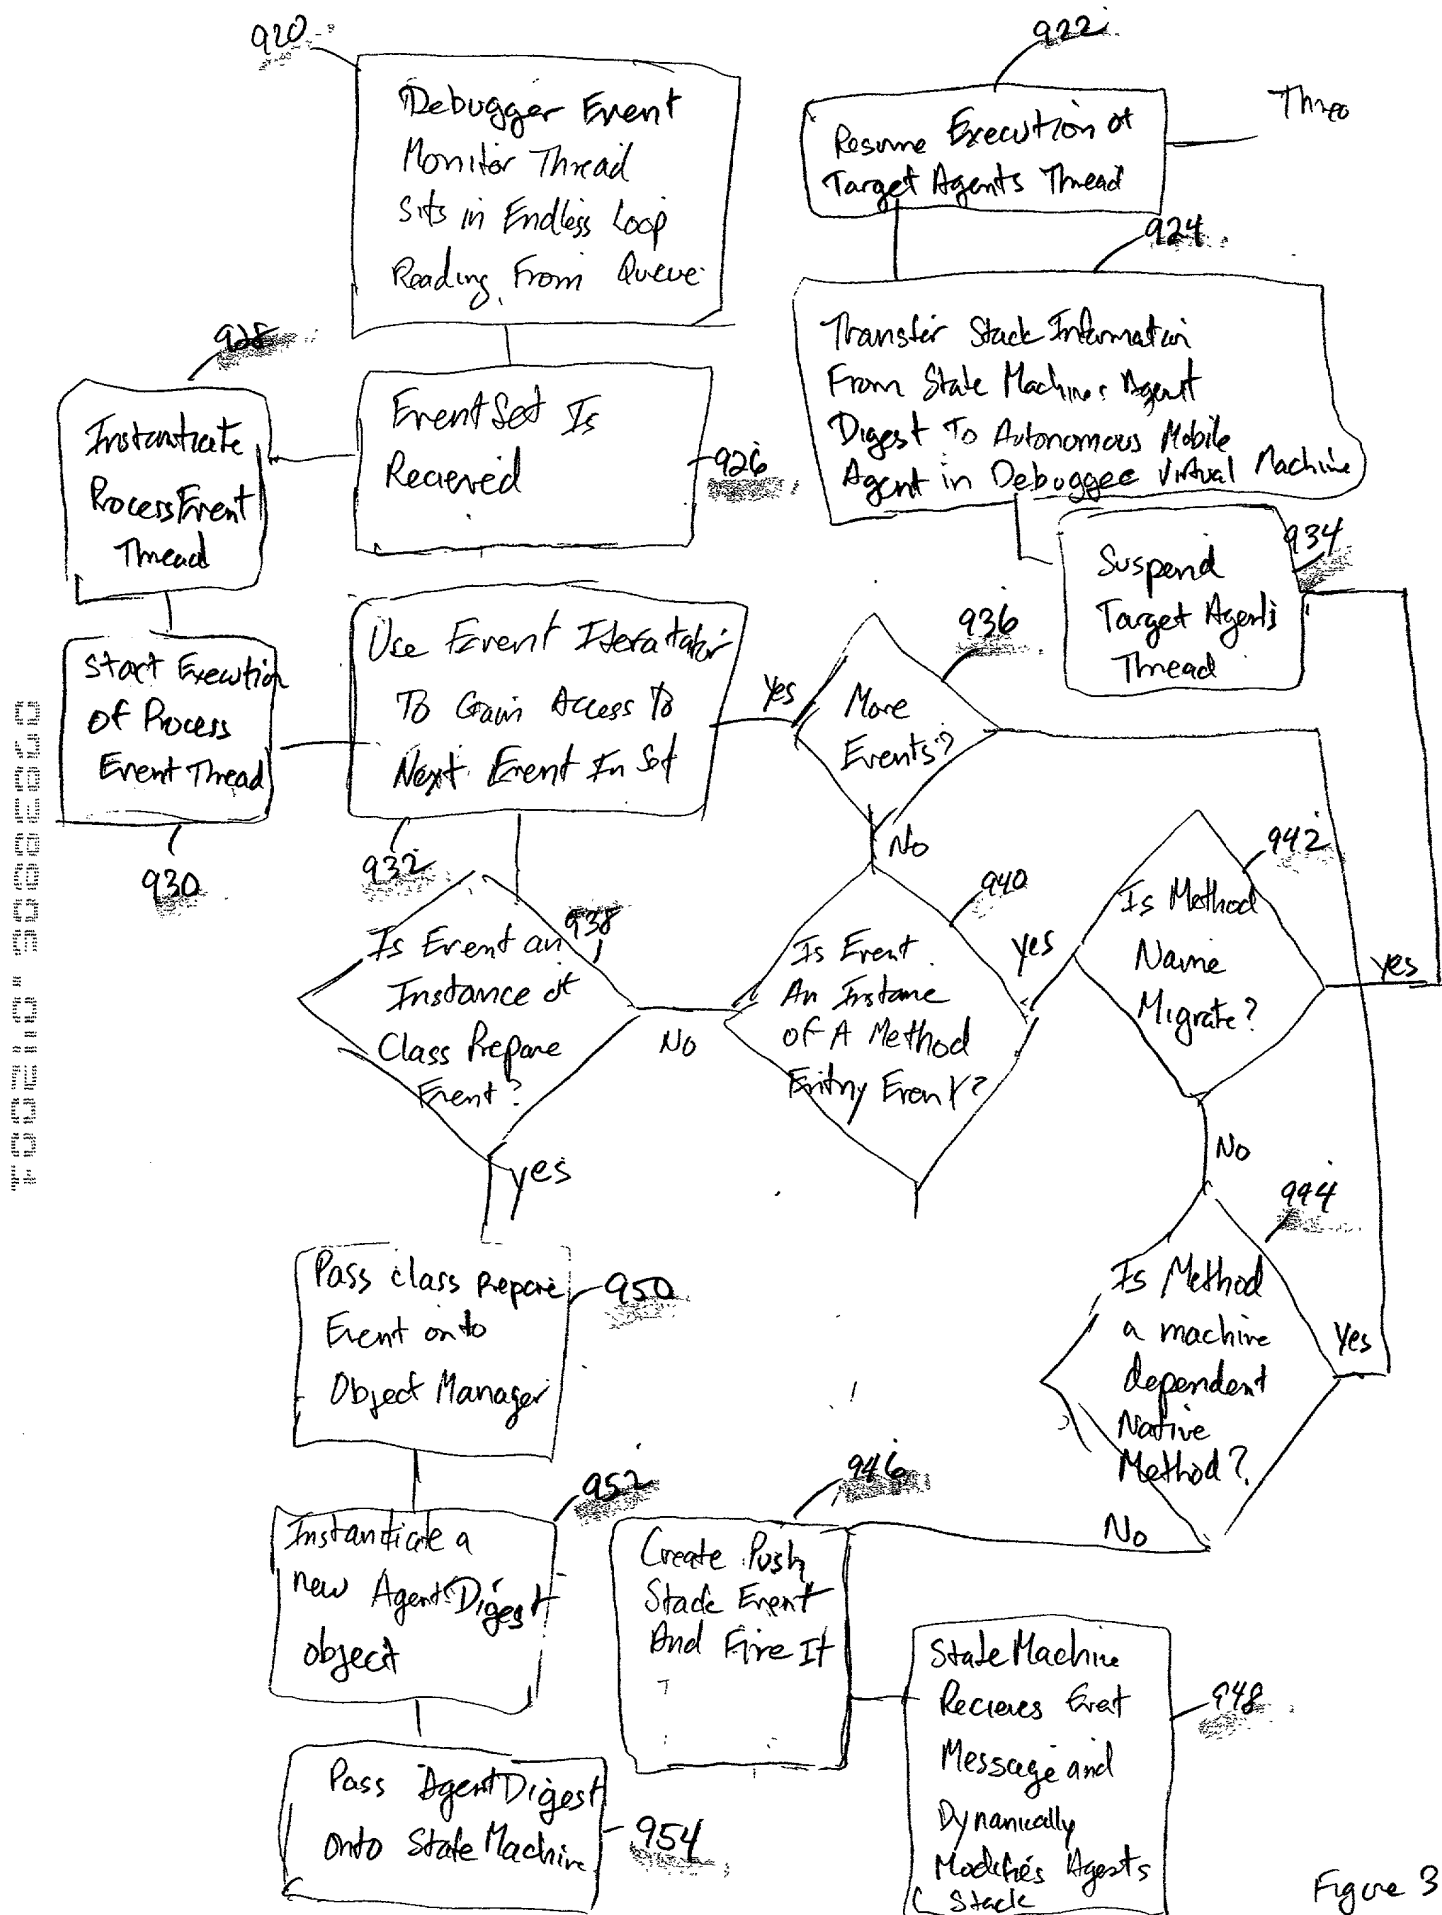 920
Debugger Event
Monitor Thread
Sits in Endless Loop
Reading From Queue
922
Resume Execution of
Target Agents Thread
924
Transfer Stack Information
From State Machines Agent
Digest To Autonomous Mobile
Agent in Debuggee Virtual Machine
928
Instantiate
ProcessEvent
Thread
EventSet Is
Recieved
926
Suspend
Target Agents
Thread
934
Start Execution
of Process
Event Thread
930
Use Event Iteratator
To Gain Access To
Next Event In Set
932
Yes
More
Events?
936
No
Is Event an
Instance of
Class Prepare
Event?
938
No
yes
Is Event
An Instance
of A Method
Entry Event?
940
yes
Is Method
Name
Migrate?
942
yes
No
Is Method
a machine
dependent
Native
Method?
944
Yes
No
Pass class prepare
Event onto
Object Manager
950
Instantiate a
new AgentDigest
object
952
Pass AgentDigest
onto StateMachine
954
Create Push
Stack Event
And Fire It
946
StateMachine
Recieves Event
Message and
Dynamically
Modifies Agents
Stack
948
Figure 3